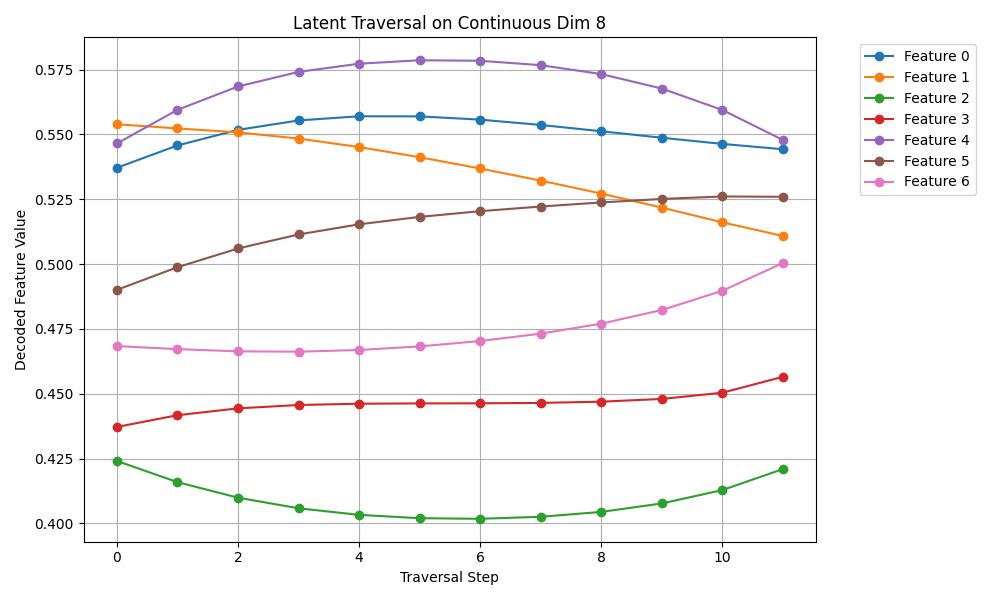 Latent Traversal on Continuous Dim 8
Decoded Feature Value
0.575
0.550
0.525
0.500
0.475
0.450
0.425
0.400
0 2 4 6 8 10
Traversal Step
Feature 0
Feature 1
Feature 2
Feature 3
Feature 4
Feature 5
Feature 6